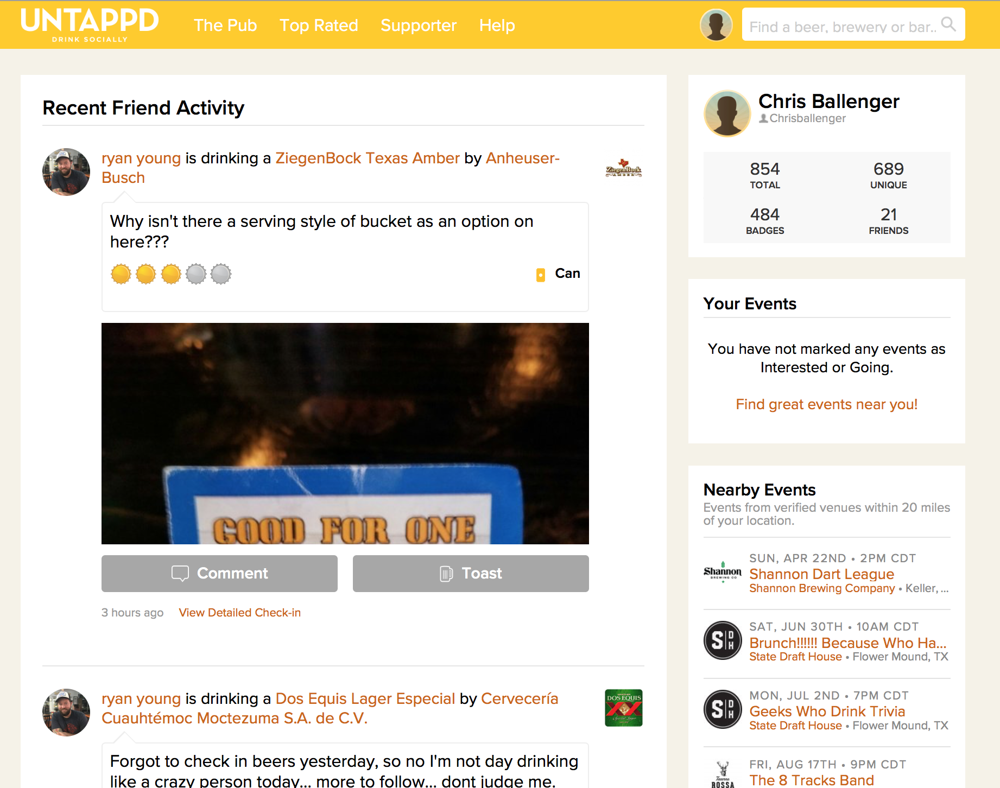 UNTAPPD
DRINK SOCIALLY
The Pub
Top Rated
Supporter
Help
Find a beer, brewery or bar..
Recent Friend Activity
ryan young is drinking a ZiegenBock Texas Amber by Anheuser-
Busch
ZiegenBock
AMBER
Why isn't there a serving style of bucket as an option on
here???
Can
GOOD FOR ONE
Comment
Toast
3 hours ago
View Detailed Check-in
ryan young is drinking a Dos Equis Lager Especial by Cervecería
Cuauhtémoc Moctezuma S.A. de C.V.
DOS EQUIS
XX
Special Lager
Forgot to check in beers yesterday, so no I'm not day drinking
like a crazy person today... more to follow... dont judge me.
Chris Ballenger
Chrisballenger
854
TOTAL
689
UNIQUE
484
BADGES
21
FRIENDS
Your Events
You have not marked any events as
Interested or Going.
Find great events near you!
Nearby Events
Events from verified venues within 20 miles
of your location.
Shannon
BREWING CO
SUN, APR 22ND • 2PM CDT
Shannon Dart League
Shannon Brewing Company • Keller, ...
S D
H
SAT, JUN 30TH • 10AM CDT
Brunch!!!!!! Because Who Ha...
State Draft House • Flower Mound, TX
S D
H
MON, JUL 2ND • 7PM CDT
Geeks Who Drink Trivia
State Draft House • Flower Mound, TX
ROSSA
FRI, AUG 17TH • 9PM CDT
The 8 Tracks Band